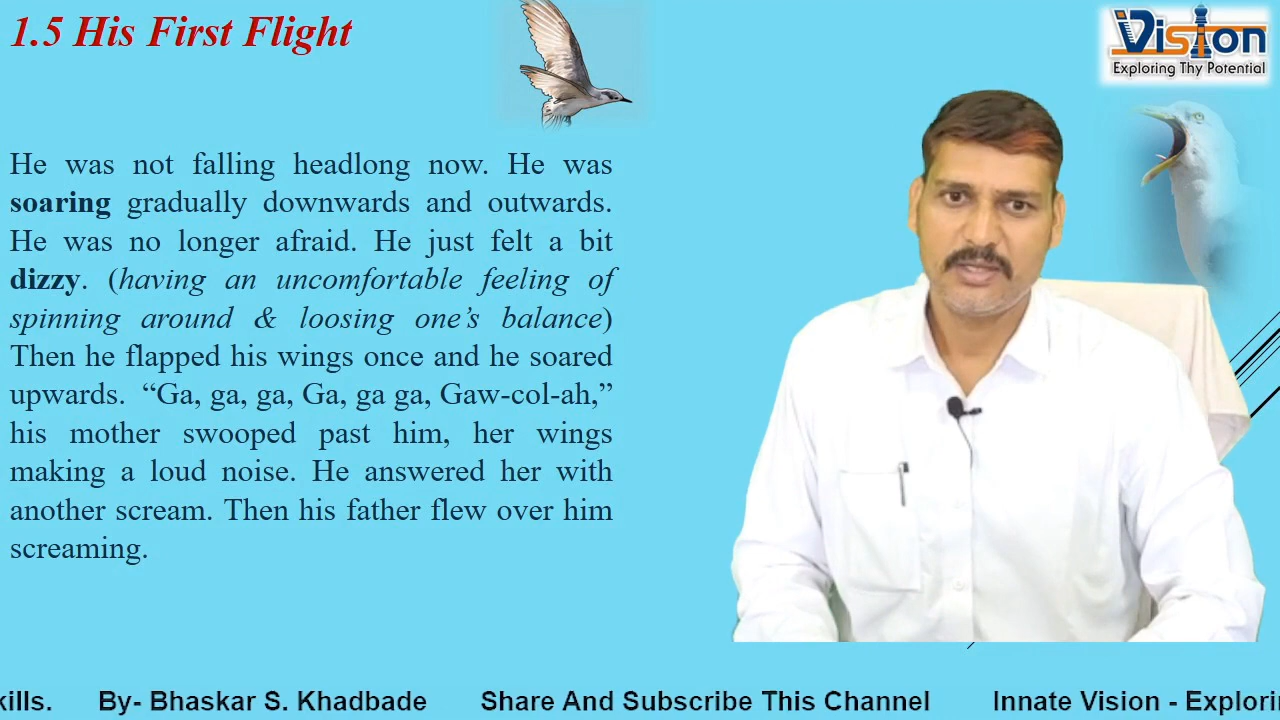 1.5 His First Flight
Vision
Exploring Thy Potential
He was not falling headlong now. He was
soaring gradually downwards and outwards.
He was no longer afraid. He just felt a bit
dizzy. (having an uncomfortable feeling of
spinning around & loosing one’s balance)
Then he flapped his wings once and he soared
upwards. “Ga, ga, ga, Ga, ga ga, Gaw-col-ah,”
his mother swooped past him, her wings
making a loud noise. He answered her with
another scream. Then his father flew over him
screaming.
kills. By- Bhaskar S. Khadbade Share And Subscribe This Channel Innate Vision - Explori